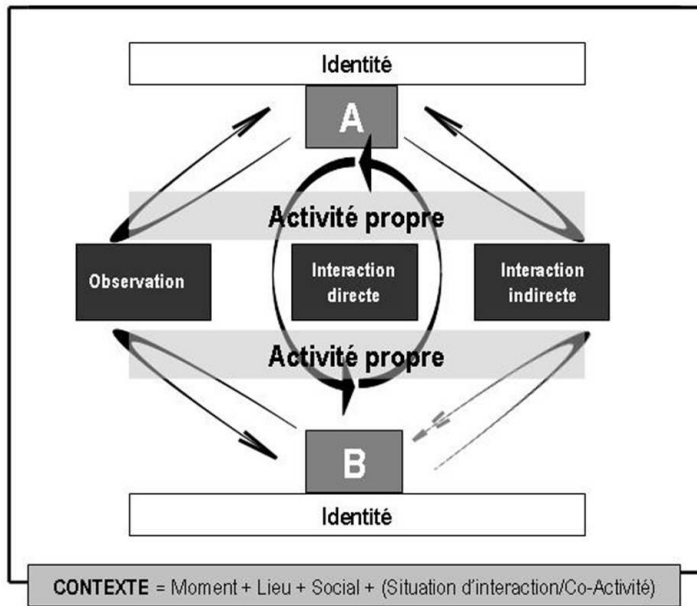 Identité
A
Activité propre
Observation
Interaction
directe
Interaction
indirecte
Activité propre
B
Identité
CONTEXTE = Moment + Lieu + Social + (Situation d'interaction/Co-Activité)